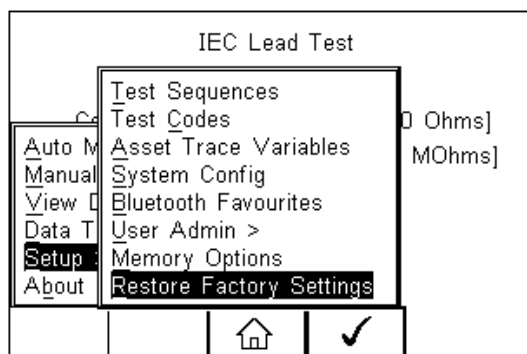 IEC Lead Test
Test Sequences
Test Codes
Asset Trace Variables
System Config
Bluetooth Favourites
User Admin >
Memory Options
Restore Factory Settings
Ohms]
MOhms]
Auto
Manual
View
Data
Setup
About